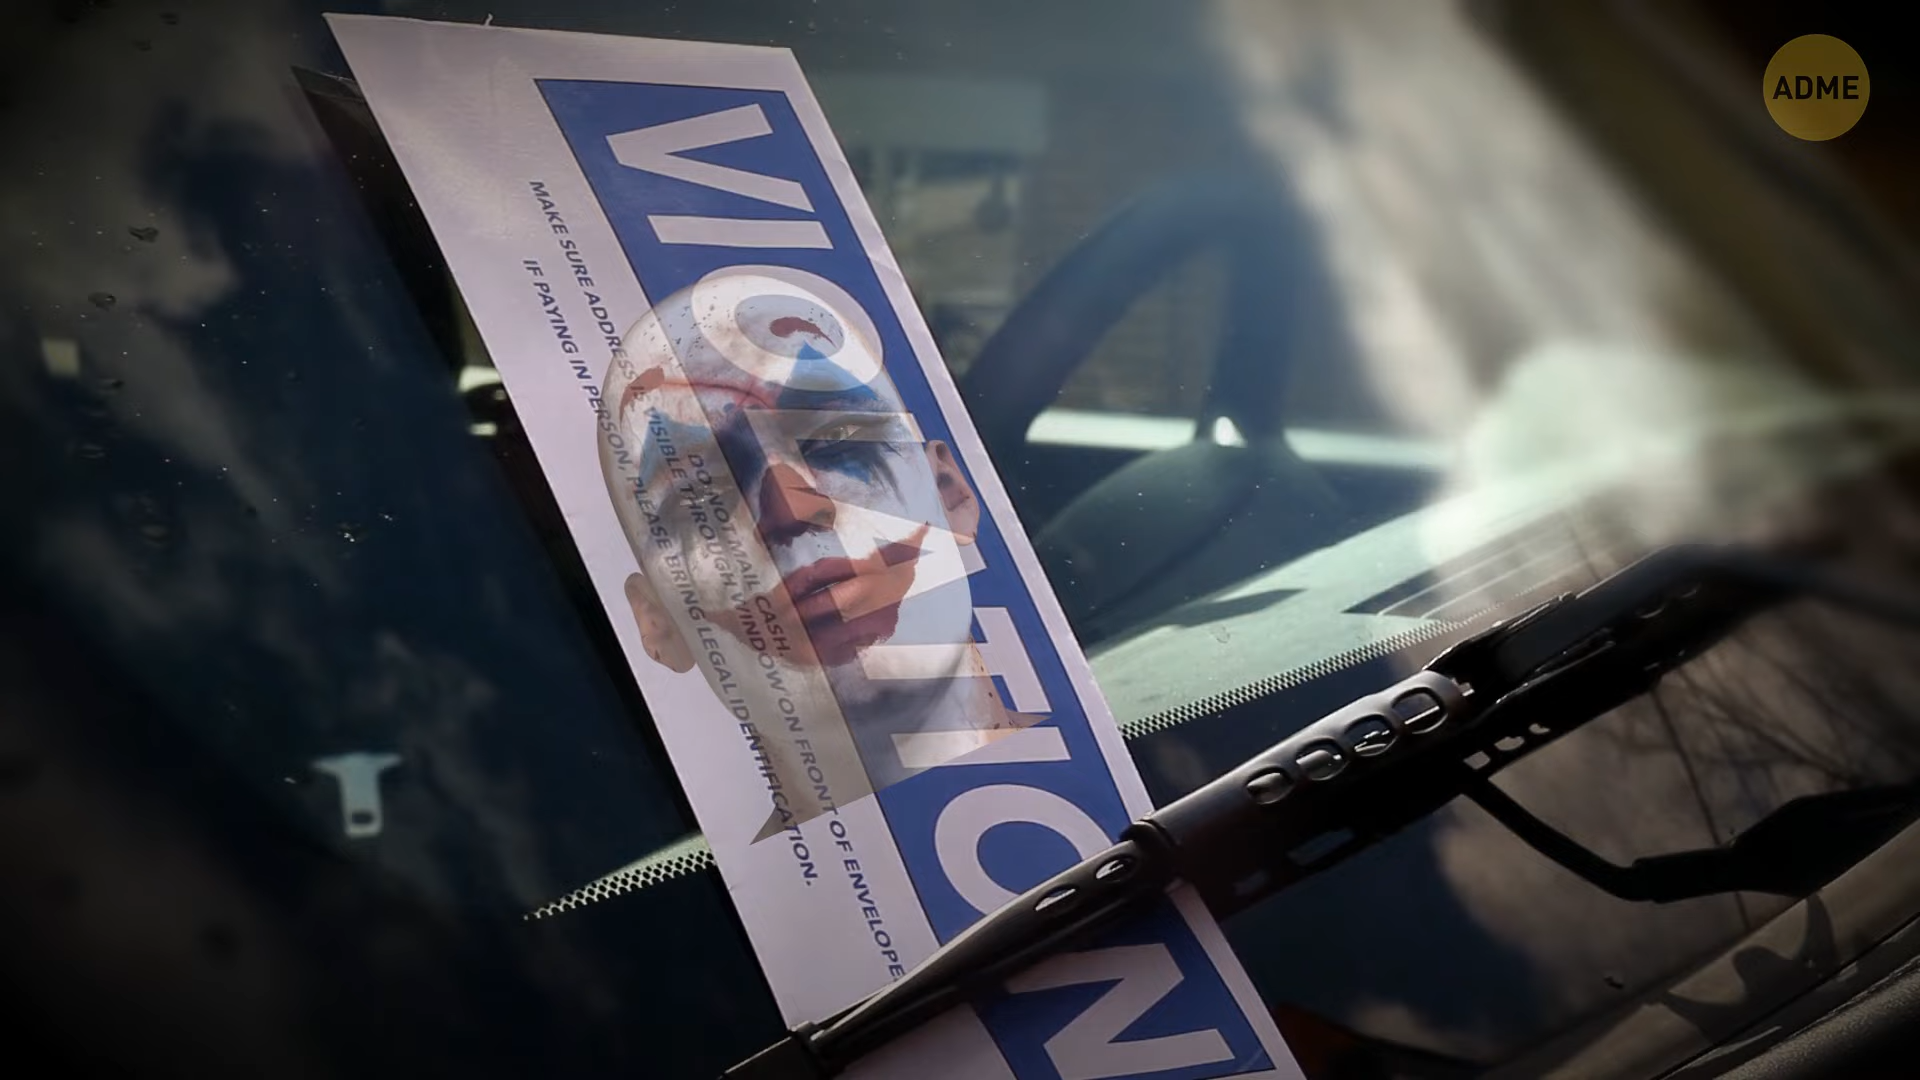 ADME
VIOLATION
DO NOT MAIL CASH.
MAKE SURE ADDRESS IS VISIBLE THROUGH WINDOW ON FRONT OF ENVELOPE
IF PAYING IN PERSON, PLEASE BRING LEGAL IDENTIFICATION.